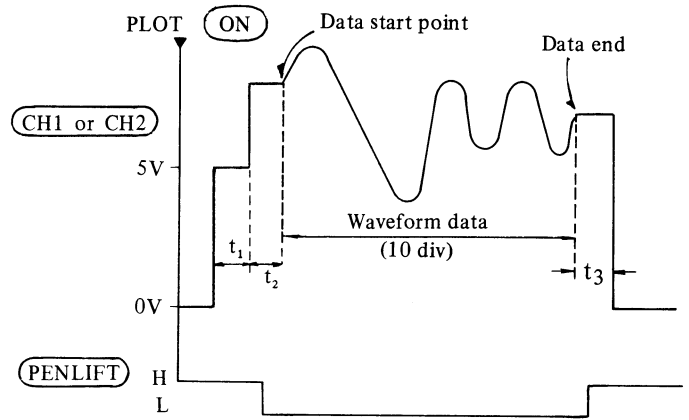 PLOT ON
Data start point
Data end
CH1 or CH2
5V
Waveform data
(10 div)
t₁
t₂
t₃
0V
PENLIFT
H
L